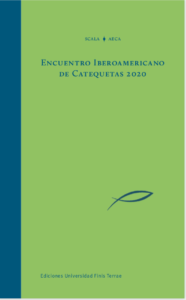 SCALA ARCA
ENCUENTRO IBEROAMERICANO
DE CATEQUETAS 2020
Ediciones Universidad Finis Terrae